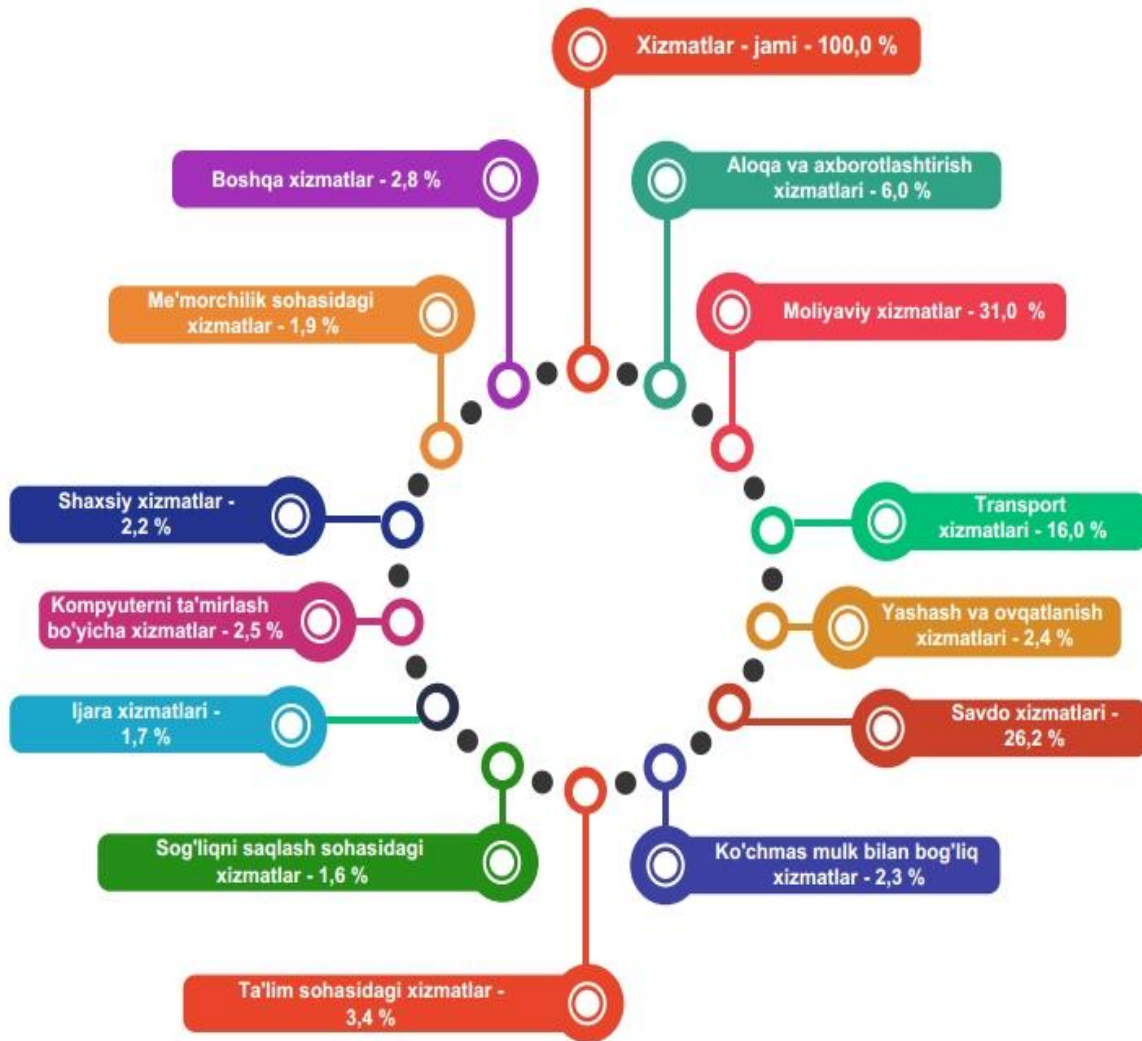 Xizmatlar - jami - 100,0 %
Boshqa xizmatlar - 2,8 %
Aloqa va axborotlashtirish
xizmatlari - 6,0 %
Me'morchilik sohasidagi
xizmatlar - 1,9 %
Moliyaviy xizmatlar - 31,0 %
Shaxsiy xizmatlar -
2,2 %
Transport
xizmatlari - 16,0 %
Kompyuterni ta'mirlash
bo'yicha xizmatlar - 2,5 %
Yashash va ovqatlanish
xizmatlari - 2,4 %
Ijara xizmatlari -
1,7 %
Savdo xizmatlari -
26,2 %
Sog'liqni saqlash sohasidagi
xizmatlar - 1,6 %
Ko'chmas mulk bilan bog'liq
xizmatlar - 2,3 %
Ta'lim sohasidagi xizmatlar -
3,4 %